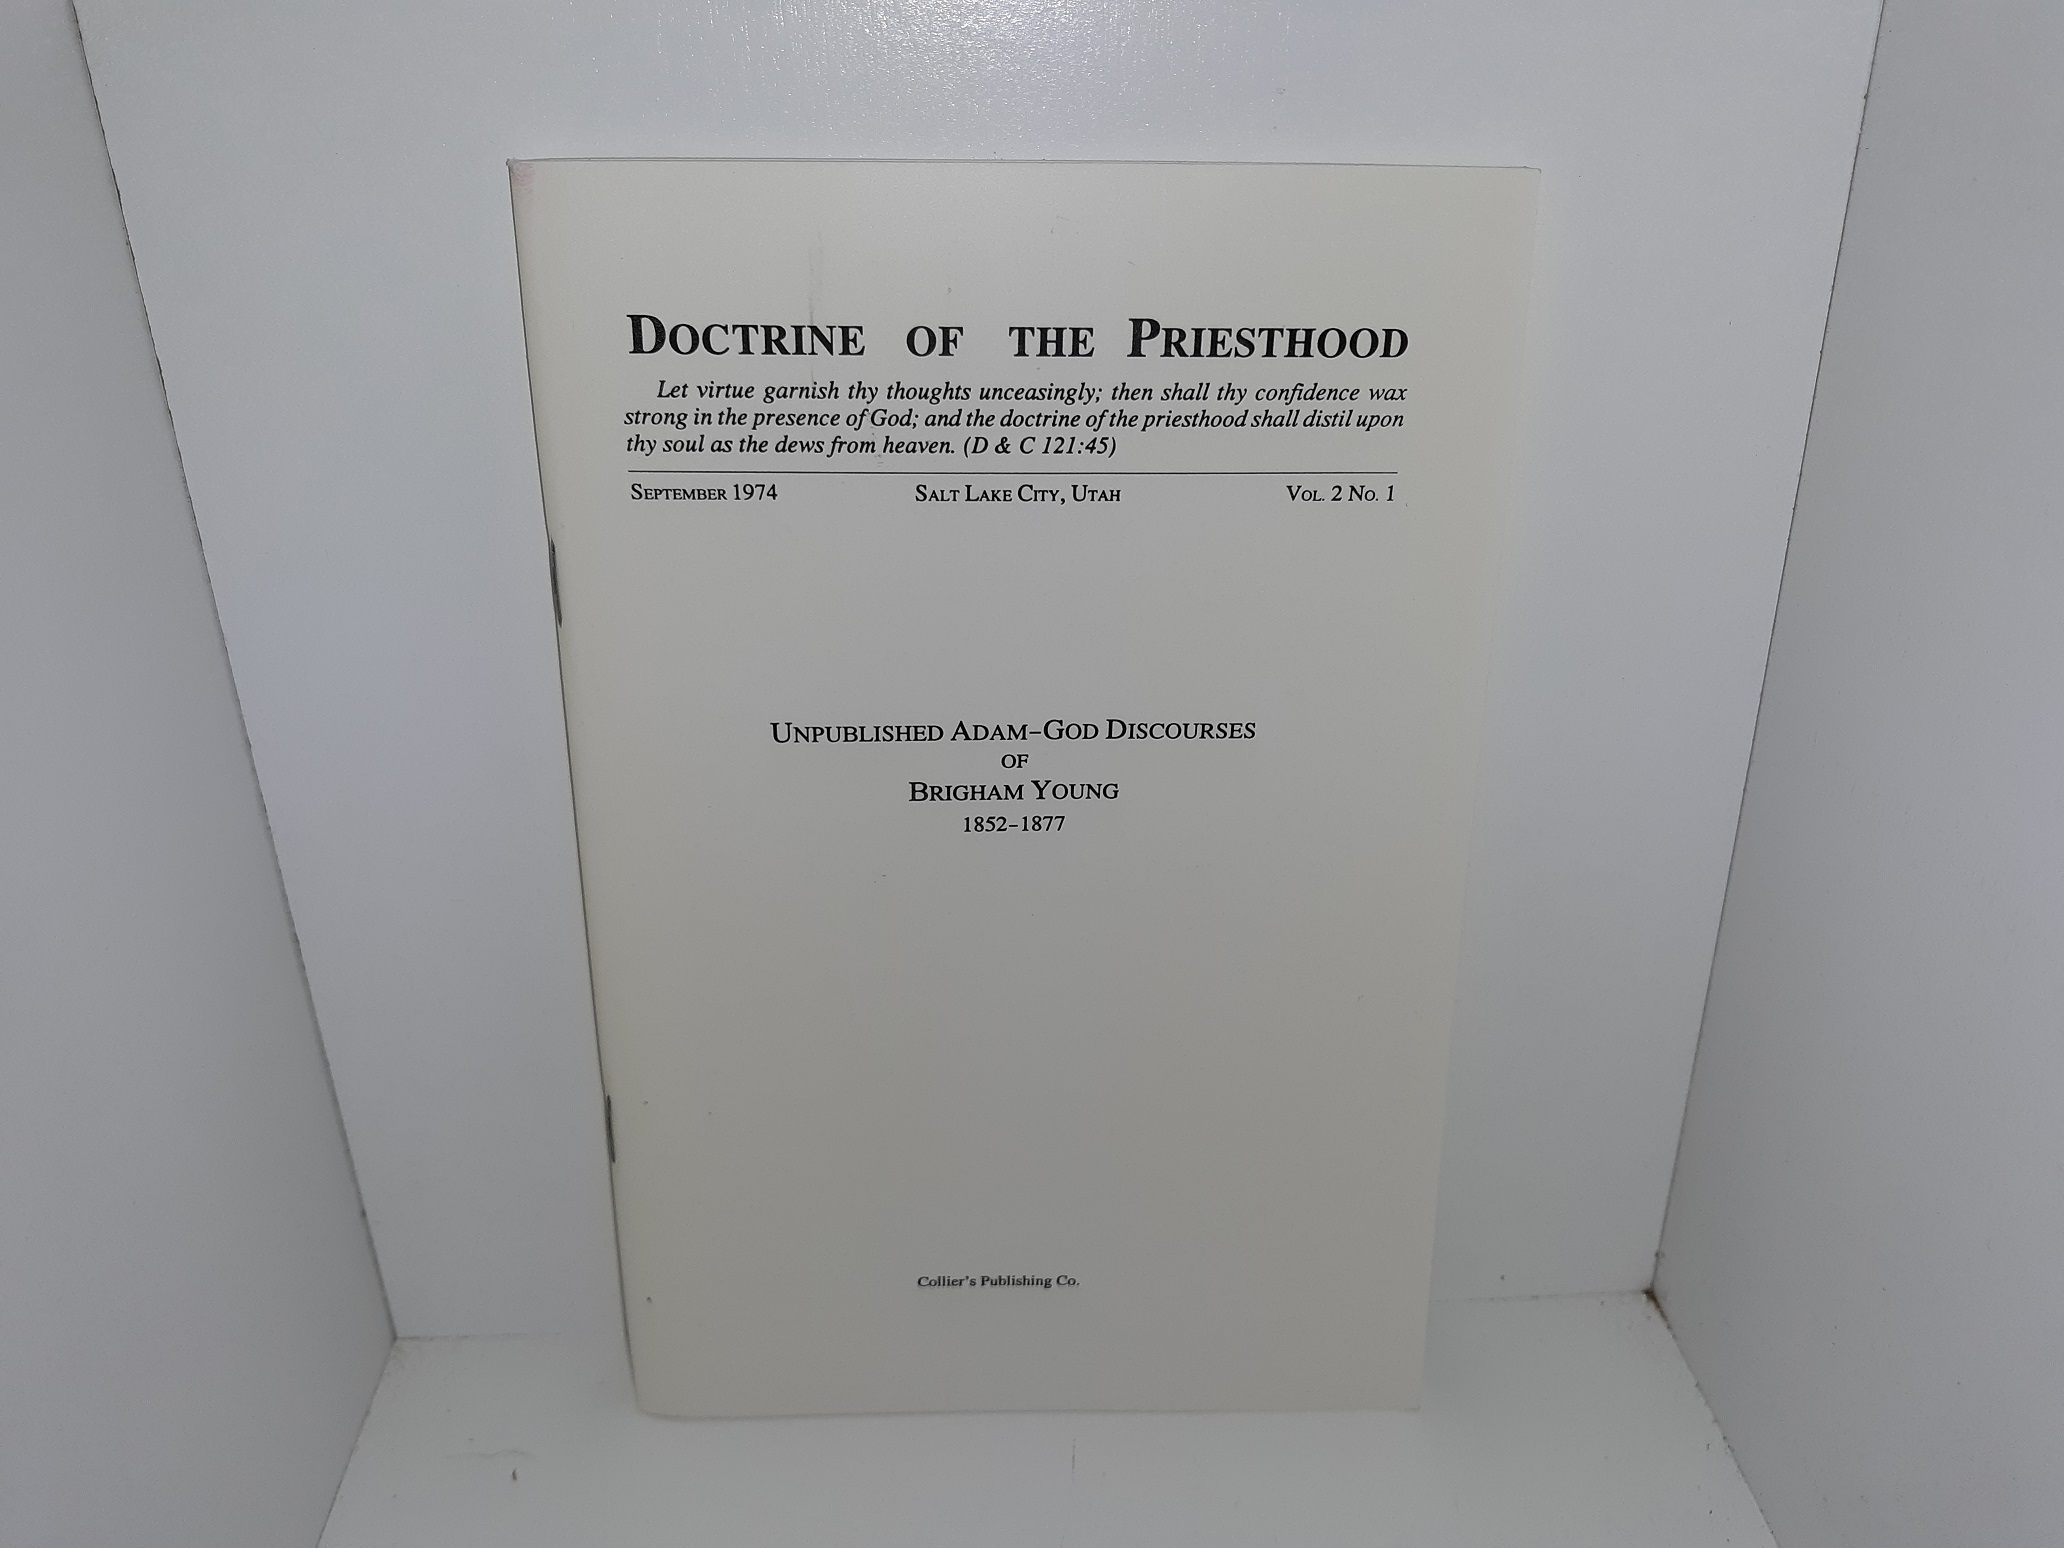 DOCTRINE OF THE PRIESTHOOD
Let virtue garnish thy thoughts unceasingly; then shall thy confidence wax
strong in the presence of God; and the doctrine of the priesthood shall distil upon
thy soul as the dews from heaven. (D & C 121:45)
SEPTEMBER 1974 SALT LAKE CITY, UTAH VOL. 2 NO. 1
UNPUBLISHED ADAM-GOD DISCOURSES
OF
BRIGHAM YOUNG
1852-1877
Collier's Publishing Co.